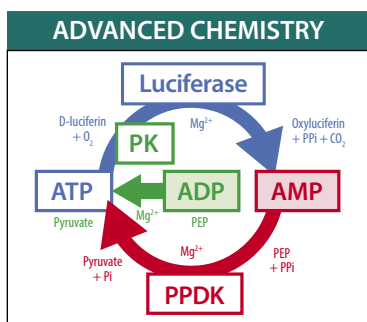 ADVANCED CHEMISTRY
Luciferase
D-luciferin
+ O₂
Mg²⁺
Oxyluciferin
+ PPi + CO₂
PK
ATP
ADP
AMP
Pyruvate
Mg²⁺
PEP
Pyruvate
+ Pi
Mg²⁺
PEP
+ PPi
PPDK